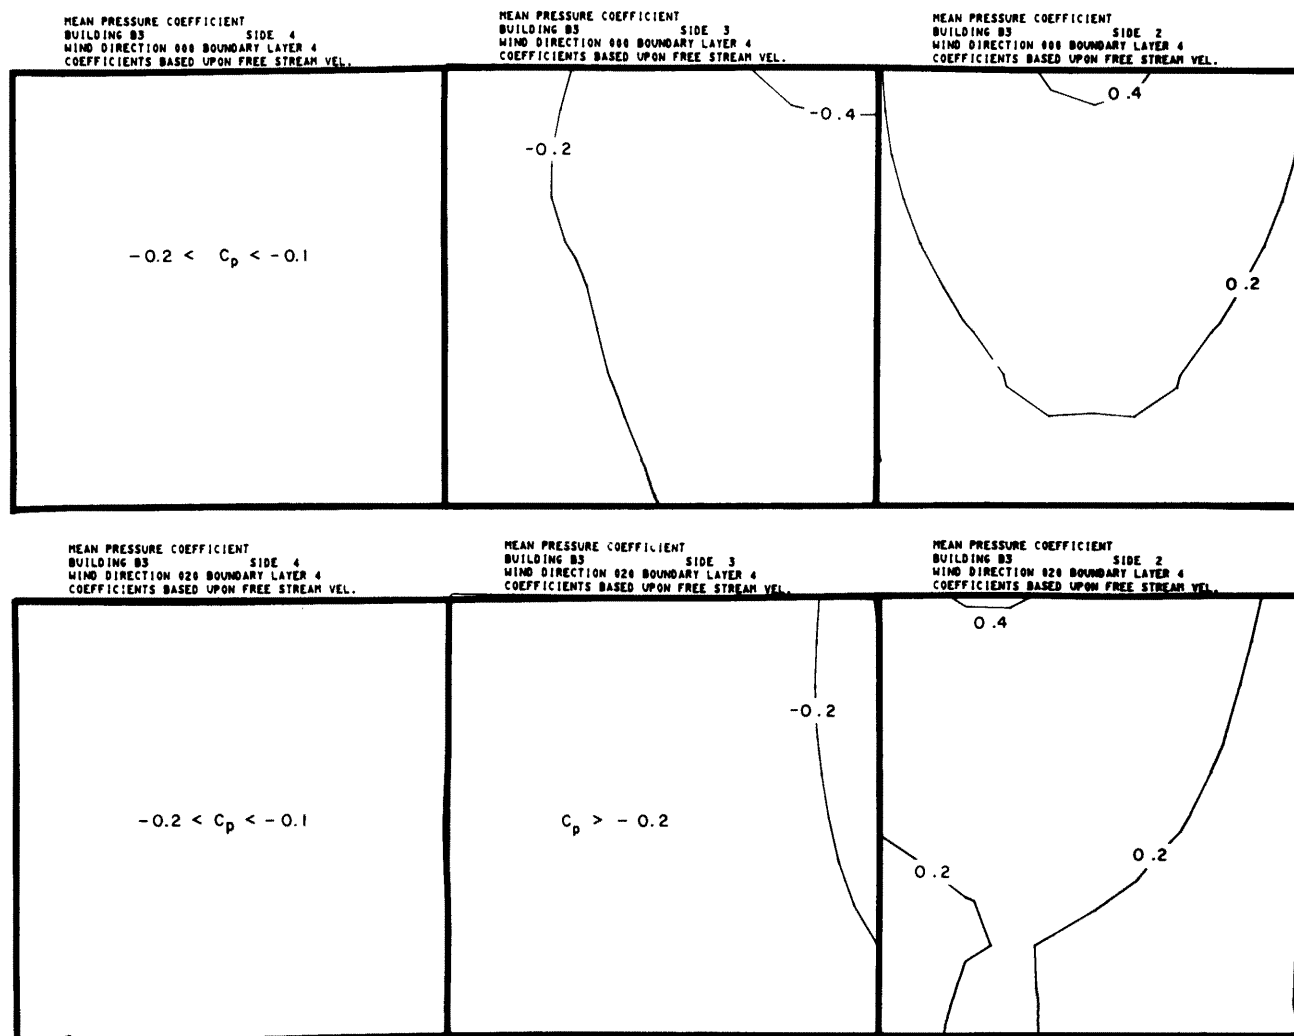 MEAN PRESSURE COEFFICIENT
BUILDING B3 SIDE 4
WIND DIRECTION 000 BOUNDARY LAYER 4
COEFFICIENTS BASED UPON FREE STREAM VEL.
-0.2 < Cp < -0.1
MEAN PRESSURE COEFFICIENT
BUILDING B3 SIDE 3
WIND DIRECTION 000 BOUNDARY LAYER 4
COEFFICIENTS BASED UPON FREE STREAM VEL.
-0.4
-0.2
MEAN PRESSURE COEFFICIENT
BUILDING B3 SIDE 2
WIND DIRECTION 000 BOUNDARY LAYER 4
COEFFICIENTS BASED UPON FREE STREAM VEL.
0.4
0.2
MEAN PRESSURE COEFFICIENT
BUILDING B3 SIDE 4
WIND DIRECTION 020 BOUNDARY LAYER 4
COEFFICIENTS BASED UPON FREE STREAM VEL.
-0.2 < Cp < -0.1
MEAN PRESSURE COEFFICIENT
BUILDING B3 SIDE 3
WIND DIRECTION 020 BOUNDARY LAYER 4
COEFFICIENTS BASED UPON FREE STREAM VEL.
-0.2
Cp > -0.2
MEAN PRESSURE COEFFICIENT
BUILDING B3 SIDE 2
WIND DIRECTION 020 BOUNDARY LAYER 4
COEFFICIENTS BASED UPON FREE STREAM VEL.
0.4
0.2
0.2